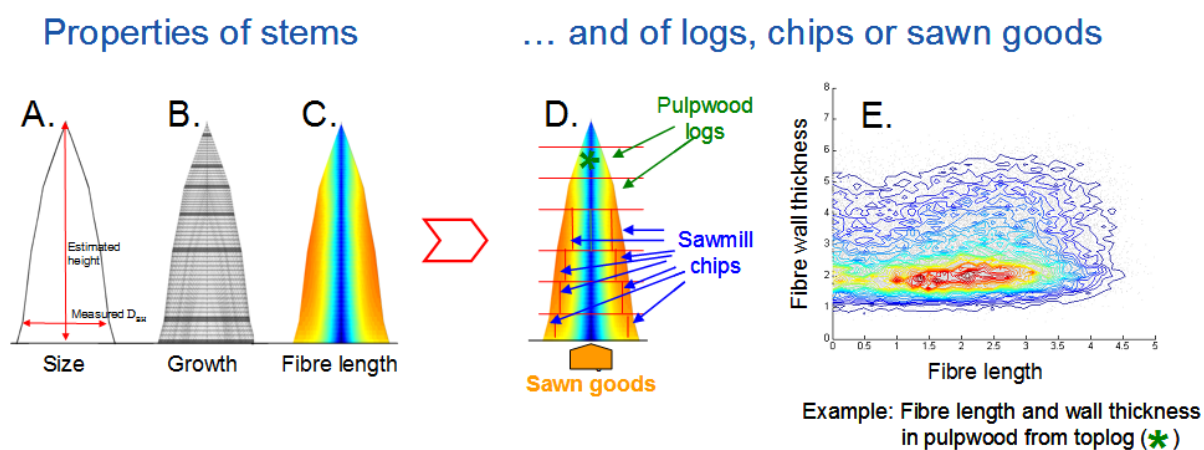 Properties of stems
… and of logs, chips or sawn goods
A.
B.
C.
Estimated
height
Measured D_BH
Size
Growth
Fibre length
D.
Pulpwood
logs
Sawmill
chips
Sawn goods
E.
Fibre wall thickness
8
7
6
5
4
3
2
1
0
0 0.5 1 1.5 2 2.5 3 3.5 4 4.5 5
Fibre length
Example: Fibre length and wall thickness
in pulpwood from toplog (*)